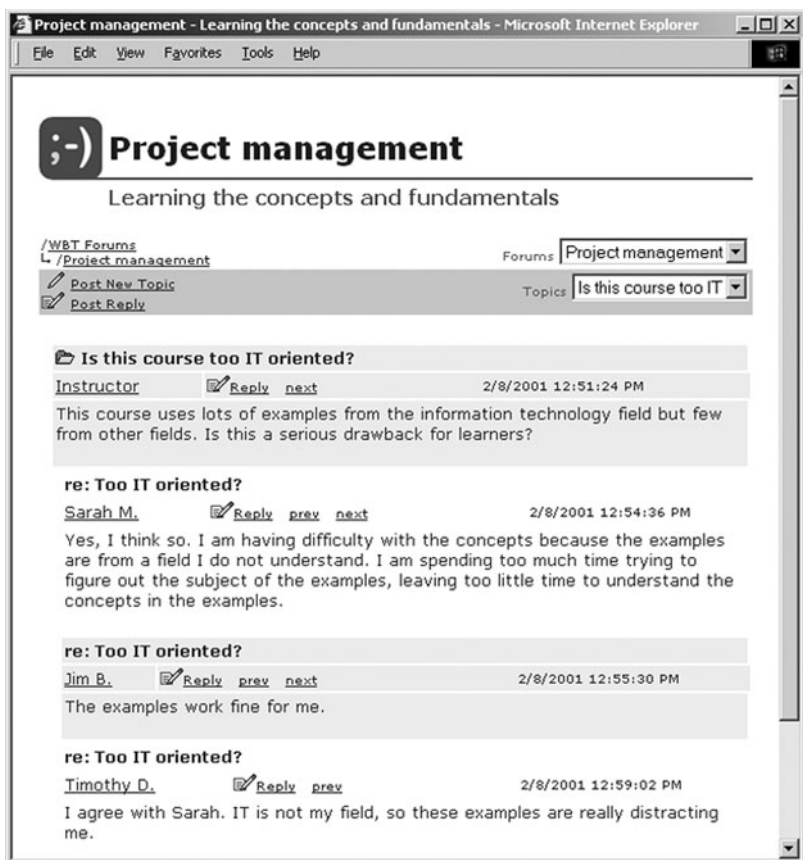 Project management - Learning the concepts and fundamentals - Microsoft Internet Explorer
File Edit View Favorites Tools Help
;-) Project management
Learning the concepts and fundamentals
/WBT Forums
/Project management
Forums Project management
Post New Topic
Topics Is this course too IT
Post Reply
Is this course too IT oriented?
Instructor Reply next 2/8/2001 12:51:24 PM
This course uses lots of examples from the information technology field but few
from other fields. Is this a serious drawback for learners?
re: Too IT oriented?
Sarah M. Reply prev next 2/8/2001 12:54:36 PM
Yes, I think so. I am having difficulty with the concepts because the examples
are from a field I do not understand. I am spending too much time trying to
figure out the subject of the examples, leaving too little time to understand the
concepts in the examples.
re: Too IT oriented?
Jim B. Reply prev next 2/8/2001 12:55:30 PM
The examples work fine for me.
re: Too IT oriented?
Timothy D. Reply prev 2/8/2001 12:59:02 PM
I agree with Sarah. IT is not my field, so these examples are really distracting
me.